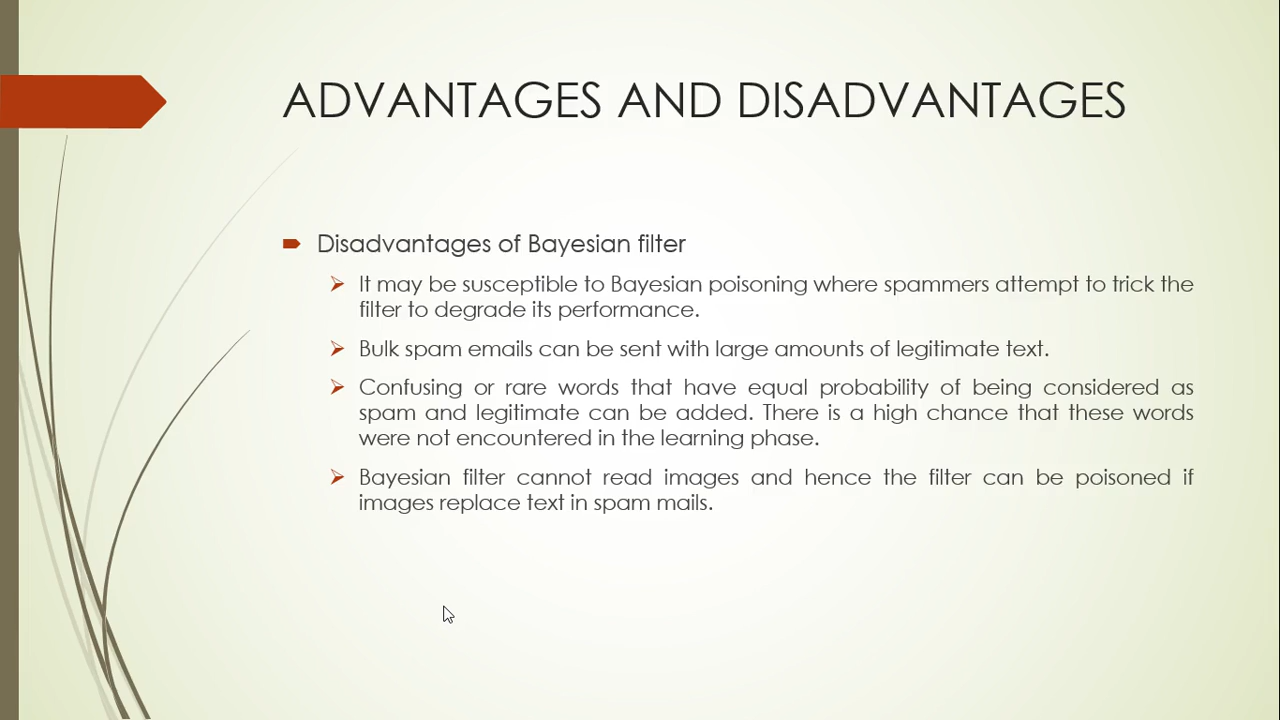 ADVANTAGES AND DISADVANTAGES
Disadvantages of Bayesian filter
It may be susceptible to Bayesian poisoning where spammers attempt to trick the
filter to degrade its performance.
Bulk spam emails can be sent with large amounts of legitimate text.
Confusing or rare words that have equal probability of being considered as
spam and legitimate can be added. There is a high chance that these words
were not encountered in the learning phase.
Bayesian filter cannot read images and hence the filter can be poisoned if
images replace text in spam mails.